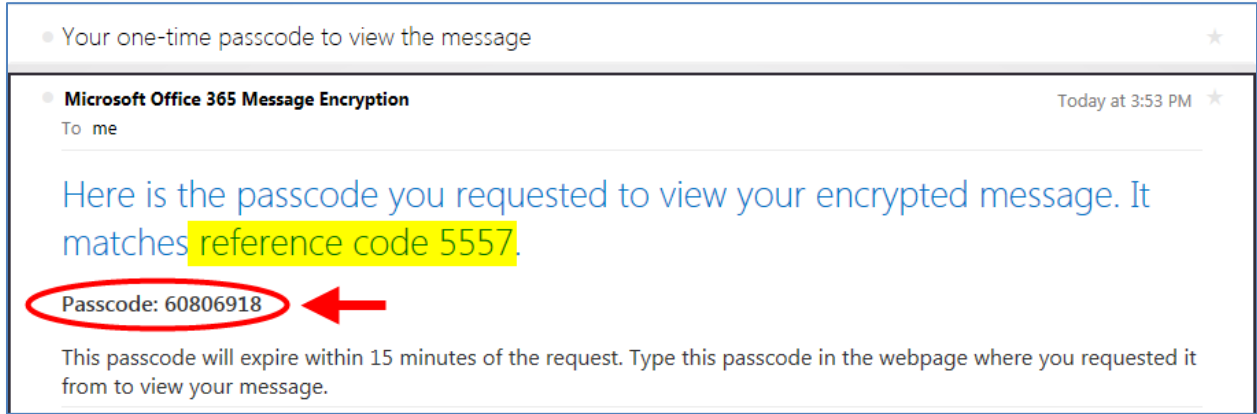 Your one-time passcode to view the message
Microsoft Office 365 Message Encryption
Today at 3:53 PM
To me
Here is the passcode you requested to view your encrypted message. It
matches reference code 5557.
Passcode: 60806918
This passcode will expire within 15 minutes of the request. Type this passcode in the webpage where you requested it
from to view your message.